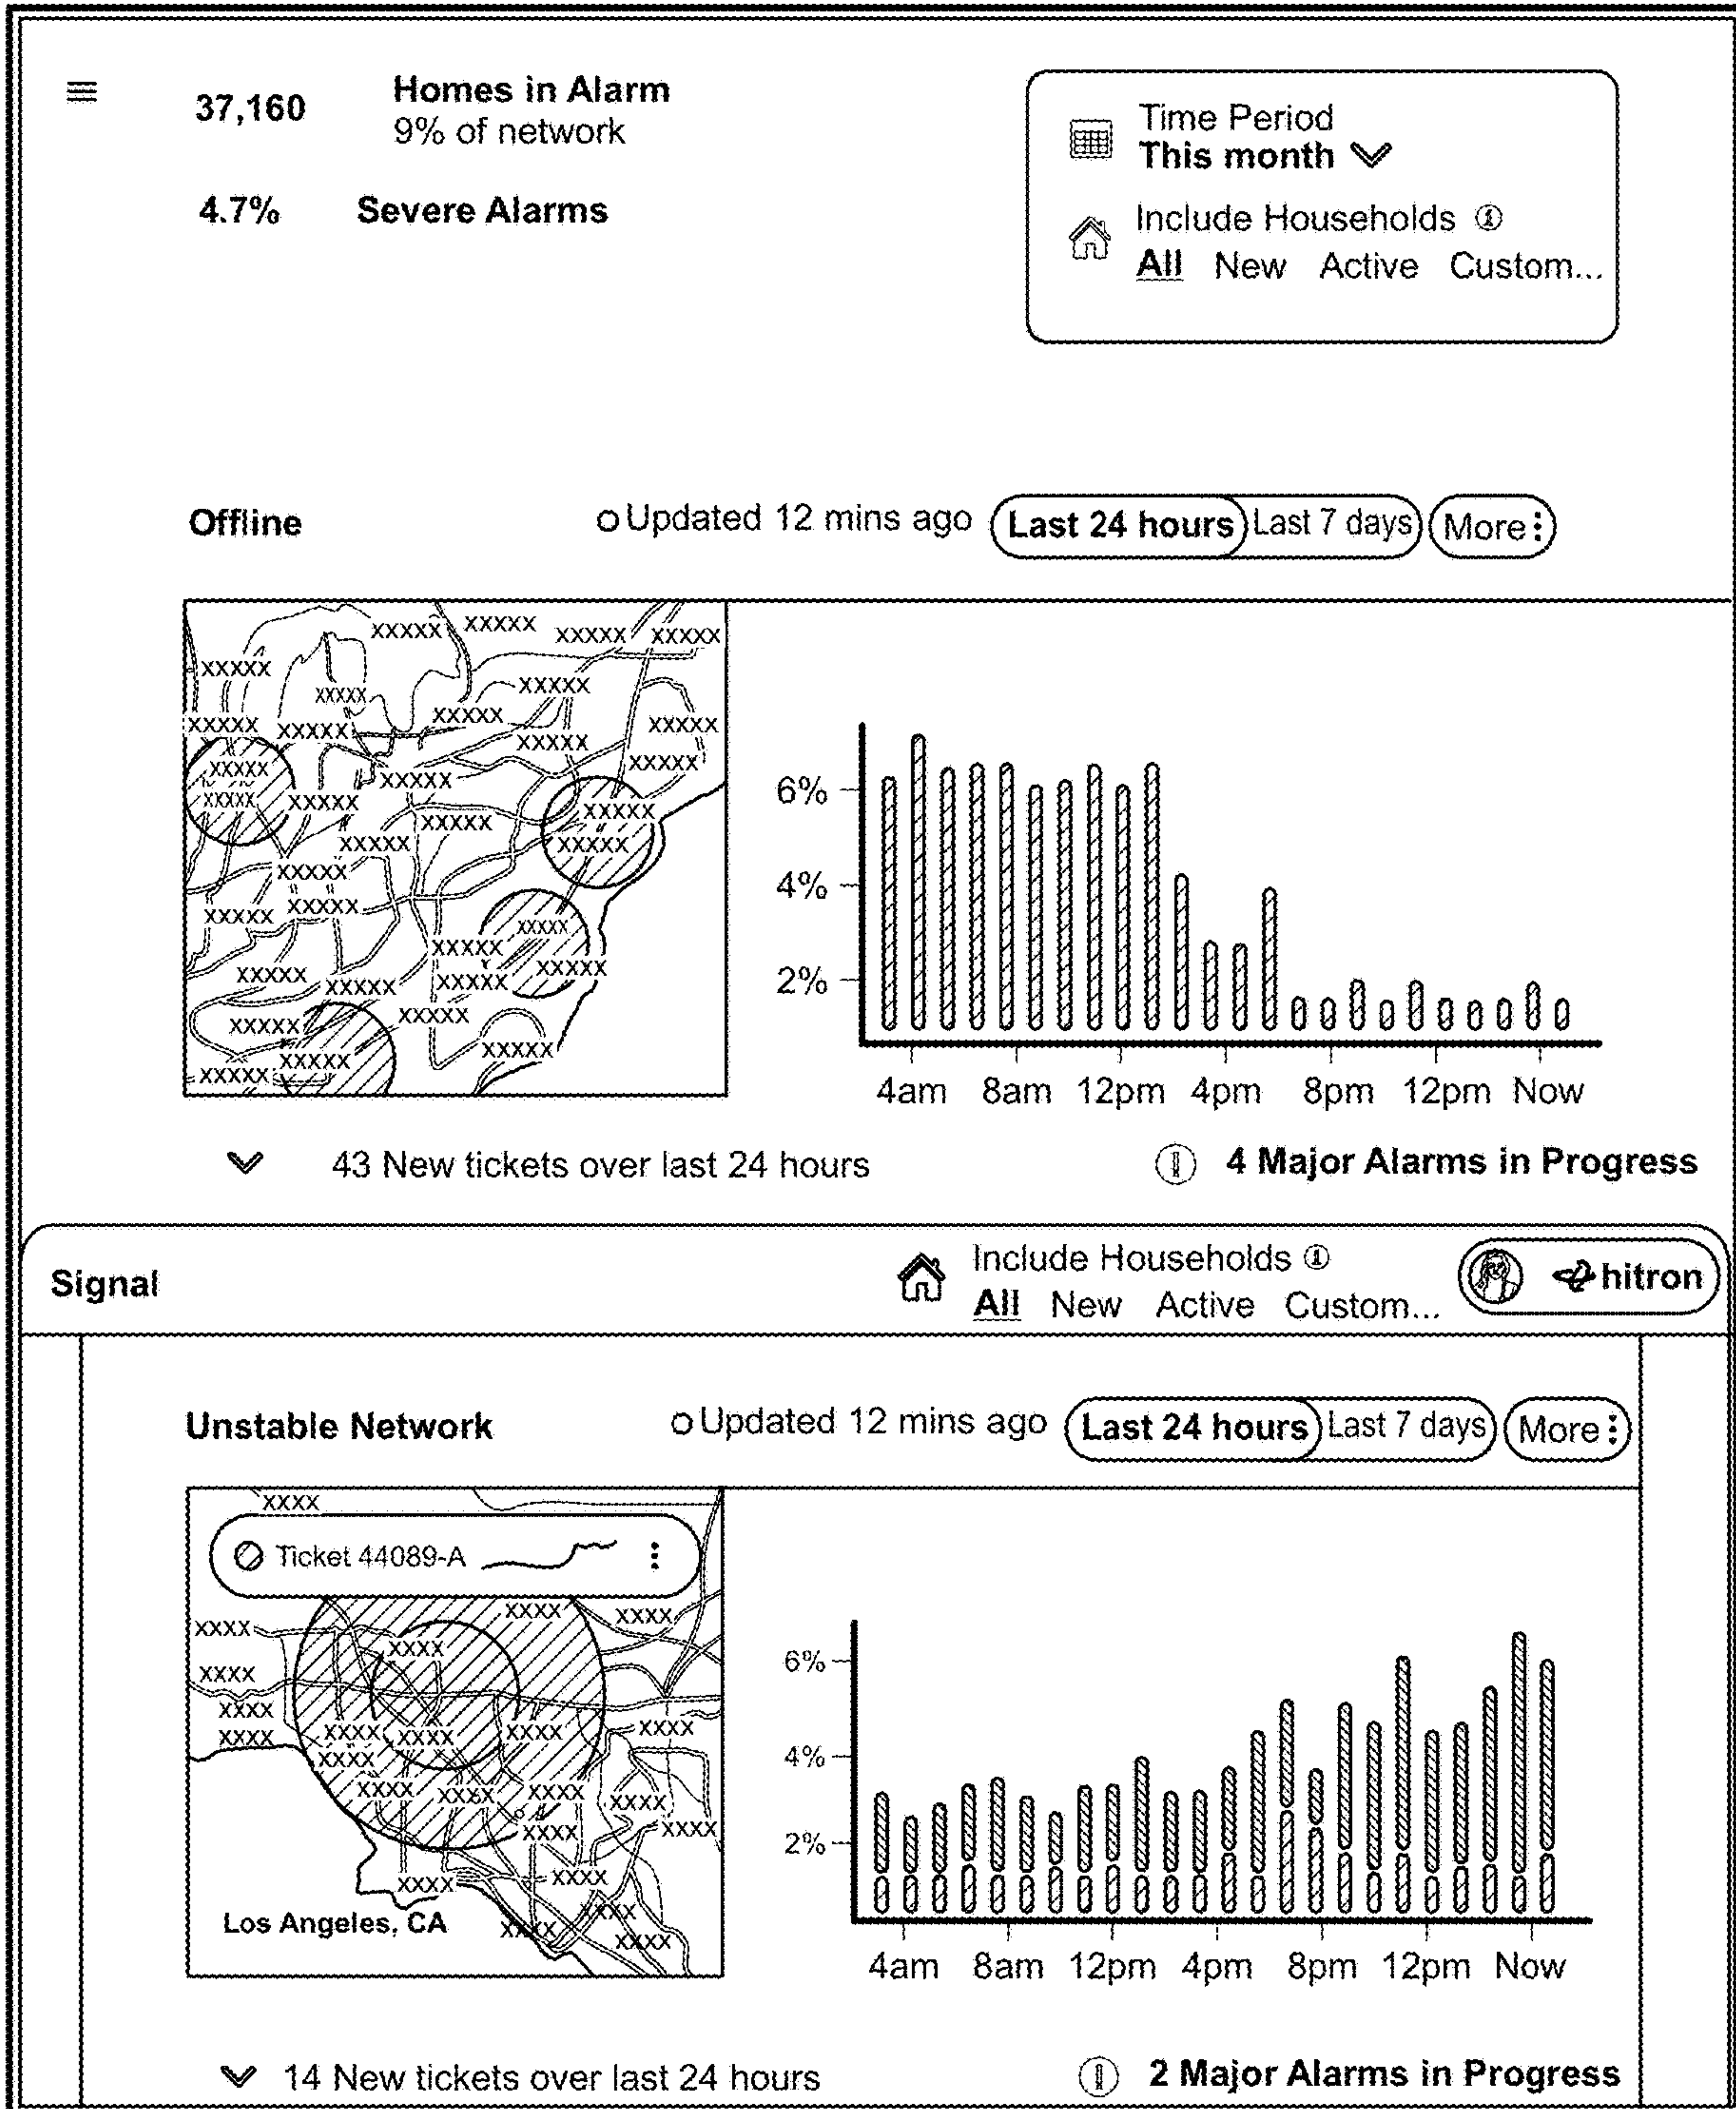 37,160 Homes in Alarm
9% of network
4.7% Severe Alarms
Time Period
This month
Include Households
All New Active Custom...
Offline
Updated 12 mins ago Last 24 hours Last 7 days More
XXXXX XXXXX XXXXX XXXXX
XXXXX
XXXXX XXXXX
XXXXX XXXXX XXXXX XXXXX
XXXXX
XXXXX XXXXX XXXXX
XXXXX XXXXX XXXXX
XXXXX
XXXXX XXXXX
XXXXX
XXXXX XXXXX
XXXXX XXXXX
XXXXX XXXXX
XXXXX XXXXX XXXXX
XXXXX XXXXX
XXXXX XXXXX
XXXXX
6%
4%
2%
4am 8am 12pm 4pm 8pm 12pm Now
43 New tickets over last 24 hours
4 Major Alarms in Progress
Signal
Include Households
All New Active Custom...
hitron
Unstable Network
Updated 12 mins ago Last 24 hours Last 7 days More
XXXX
Ticket 44089-A
XXXX XXXX
XXXX XXXX
XXXX
XXXX
XXXX XXXX XXXX XXXX XXXX
XXXX
XXXX XXXX XXXX XXXX
XXXX XXXX
XXXX XXXX
Los Angeles, CA
XXXX XXXX
XXXX
6%
4%
2%
4am 8am 12pm 4pm 8pm 12pm Now
14 New tickets over last 24 hours
2 Major Alarms in Progress